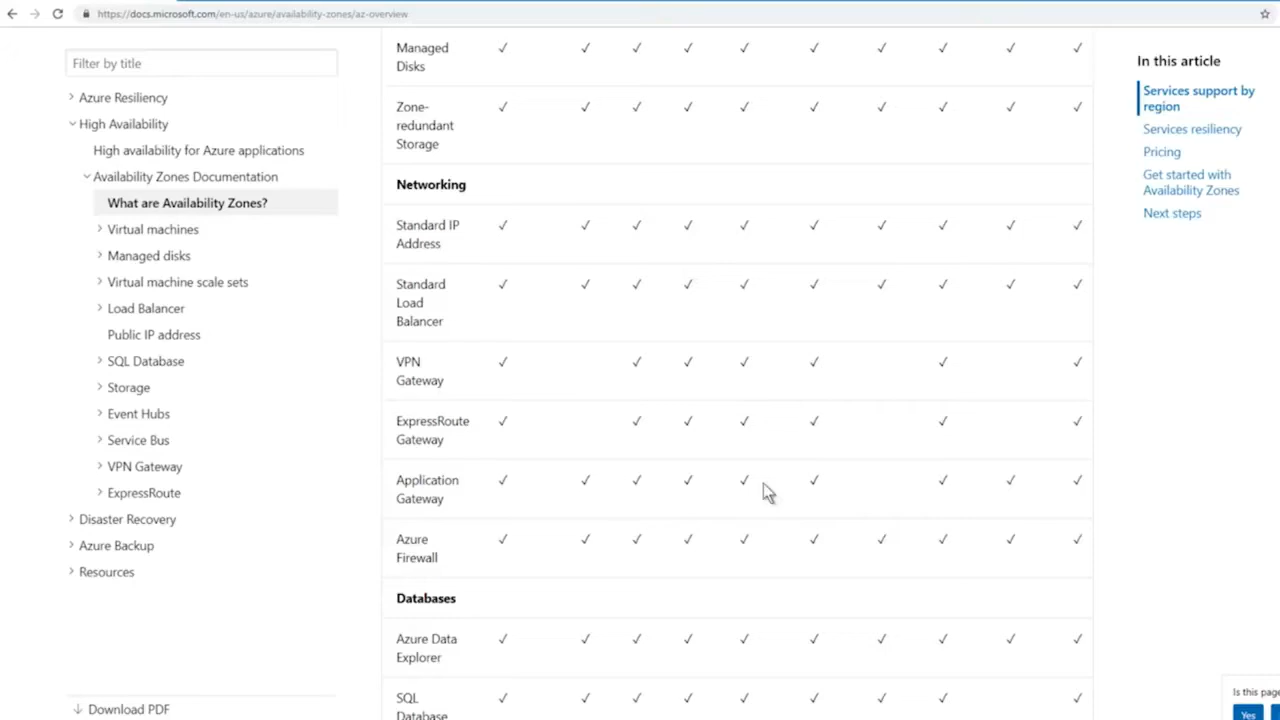 https://docs.microsoft.com/en-us/azure/availability-zones/az-overview
Filter by title
Azure Resiliency
High Availability
High availability for Azure applications
Availability Zones Documentation
What are Availability Zones?
Virtual machines
Managed disks
Virtual machine scale sets
Load Balancer
Public IP address
SQL Database
Storage
Event Hubs
Service Bus
VPN Gateway
ExpressRoute
Disaster Recovery
Azure Backup
Resources
Download PDF
Managed ✓ ✓ ✓ ✓ ✓ ✓ ✓ ✓ ✓ ✓
Disks
Zone- ✓ ✓ ✓ ✓ ✓ ✓ ✓ ✓ ✓ ✓
redundant
Storage
Networking
Standard IP ✓ ✓ ✓ ✓ ✓ ✓ ✓ ✓ ✓ ✓
Address
Standard ✓ ✓ ✓ ✓ ✓ ✓ ✓ ✓ ✓ ✓
Load
Balancer
VPN ✓ ✓ ✓ ✓ ✓ ✓ ✓
Gateway
ExpressRoute ✓ ✓ ✓ ✓ ✓ ✓ ✓
Gateway
Application ✓ ✓ ✓ ✓ ✓ ✓ ✓ ✓ ✓
Gateway
Azure ✓ ✓ ✓ ✓ ✓ ✓ ✓ ✓ ✓ ✓
Firewall
Databases
Azure Data ✓ ✓ ✓ ✓ ✓ ✓ ✓ ✓ ✓ ✓
Explorer
SQL ✓ ✓ ✓ ✓ ✓ ✓ ✓ ✓ ✓
Database
In this article
Services support by
region
Services resiliency
Pricing
Get started with
Availability Zones
Next steps
Is this page
Yes